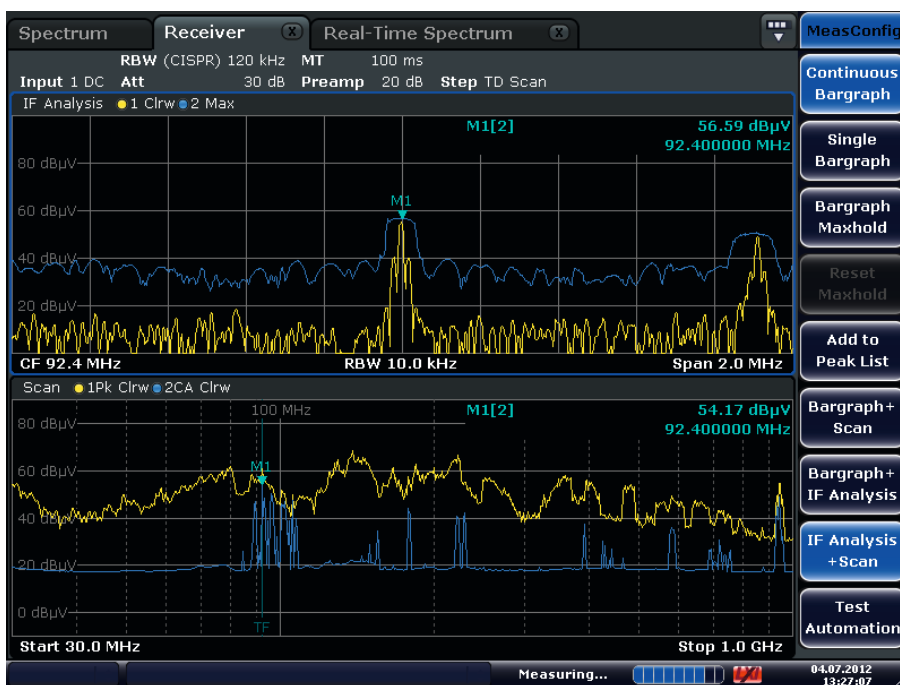 Spectrum Receiver X Real-Time Spectrum X
RBW (CISPR) 120 kHz MT 100 ms
Input 1 DC Att 30 dB Preamp 20 dB Step TD Scan
IF Analysis 1 Clrw 2 Max
M1[2] 56.59 dBµV
92.400000 MHz
80 dBµV
M1
60 dBµV
40 dBµV
20 dBµV
CF 92.4 MHz RBW 10.0 kHz Span 2.0 MHz
Scan 1Pk Clrw 2CA Clrw
100 MHz M1[2] 54.17 dBµV
80 dBµV
92.400000 MHz
60 dBµV
M1
40 dBµV
20 dBµV
0 dBµV
TF
Start 30.0 MHz Stop 1.0 GHz
Measuring...
04.07.2012
13:27:07
MeasConfig
Continuous
Bargraph
Single
Bargraph
Bargraph
Maxhold
Reset
Maxhold
Add to
Peak List
Bargraph+
Scan
Bargraph+
IF Analysis
IF Analysis
+Scan
Test
Automation